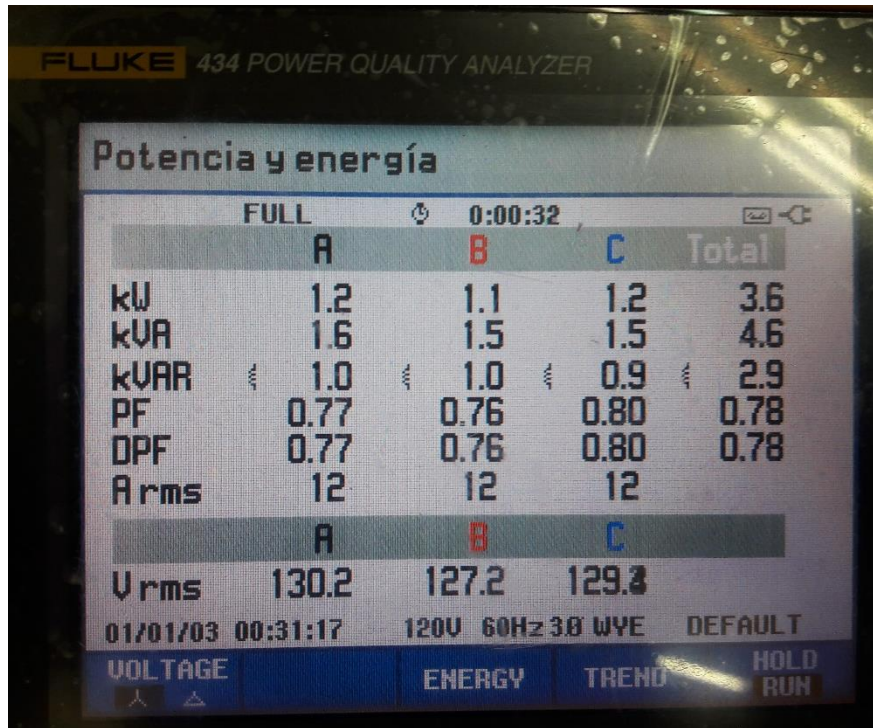 FLUKE 434 POWER QUALITY ANALYZER
Potencia y energía
FULL 0:00:32
A B C Total
kW 1.2 1.1 1.2 3.6
kVA 1.6 1.5 1.5 4.6
kVAR 1.0 1.0 0.9 2.9
PF 0.77 0.76 0.80 0.78
DPF 0.77 0.76 0.80 0.78
A rms 12 12 12
A B C
V rms 130.2 127.2
01/01/03 00:31:17 120V 60Hz 3Ø WYE DEFAULT
VOLTAGE ENERGY TREND HOLD
RUN